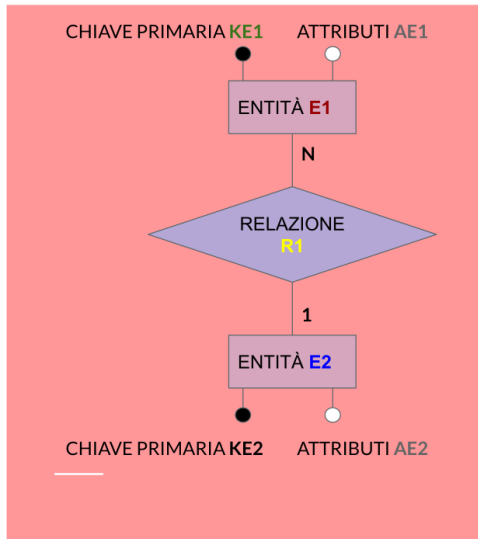 CHIAVE PRIMARIA KE1 ATTRIBUTI AE1
ENTITÀ E1
N
RELAZIONE
R1
1
ENTITÀ E2
CHIAVE PRIMARIA KE2 ATTRIBUTI AE2